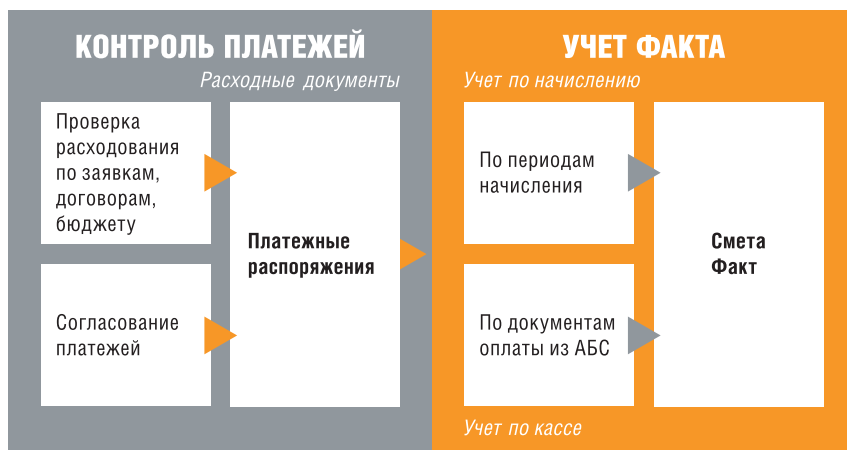 КОНТРОЛЬ ПЛАТЕЖЕЙ
Расходные документы
Проверка
расходования
по заявкам,
договорам,
бюджету
Согласование
платежей
Платежные
распоряжения
УЧЕТ ФАКТА
Учет по начислению
По периодам
начисления
По документам
оплаты из АБС
Смета
Факт
Учет по кассе